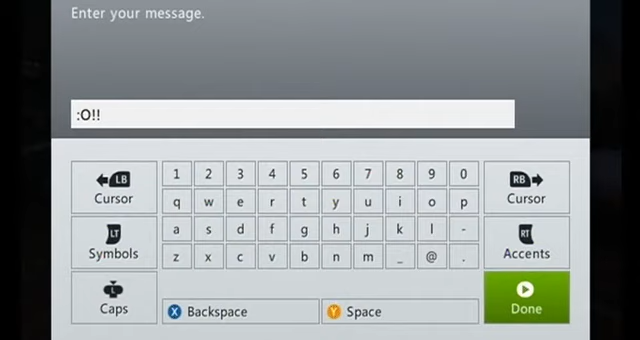 Enter your message.
:O!!
LB
Cursor
1 2 3 4 5 6 7 8 9 0
RB
Cursor
q w e r t y u i o p
LT
Symbols
a s d f g h j k l -
RT
Accents
z x c v b n m _ @ .
L
Caps
X Backspace
Y Space
Done